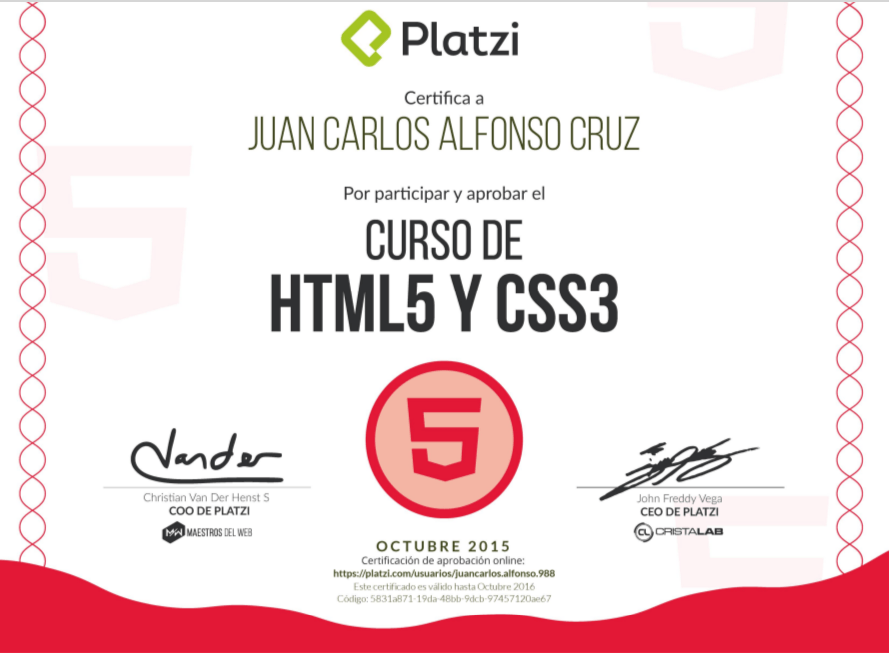 Platzi
Certifica a
JUAN CARLOS ALFONSO CRUZ
Por participar y aprobar el
CURSO DE
HTML5 Y CSS3
Vander
Christian Van Der Henst S
COO DE PLATZI
MW MAESTROS DEL WEB
John Freddy Vega
CEO DE PLATZI
CL CRISTALAB
OCTUBRE 2015
Certificación de aprobación online:
https://platzi.com/usuarios/juancarlos.alfonso.988
Este certificado es válido hasta Octubre 2016
Código: 5831a871-19da-48bb-9dcb-97457120ae67